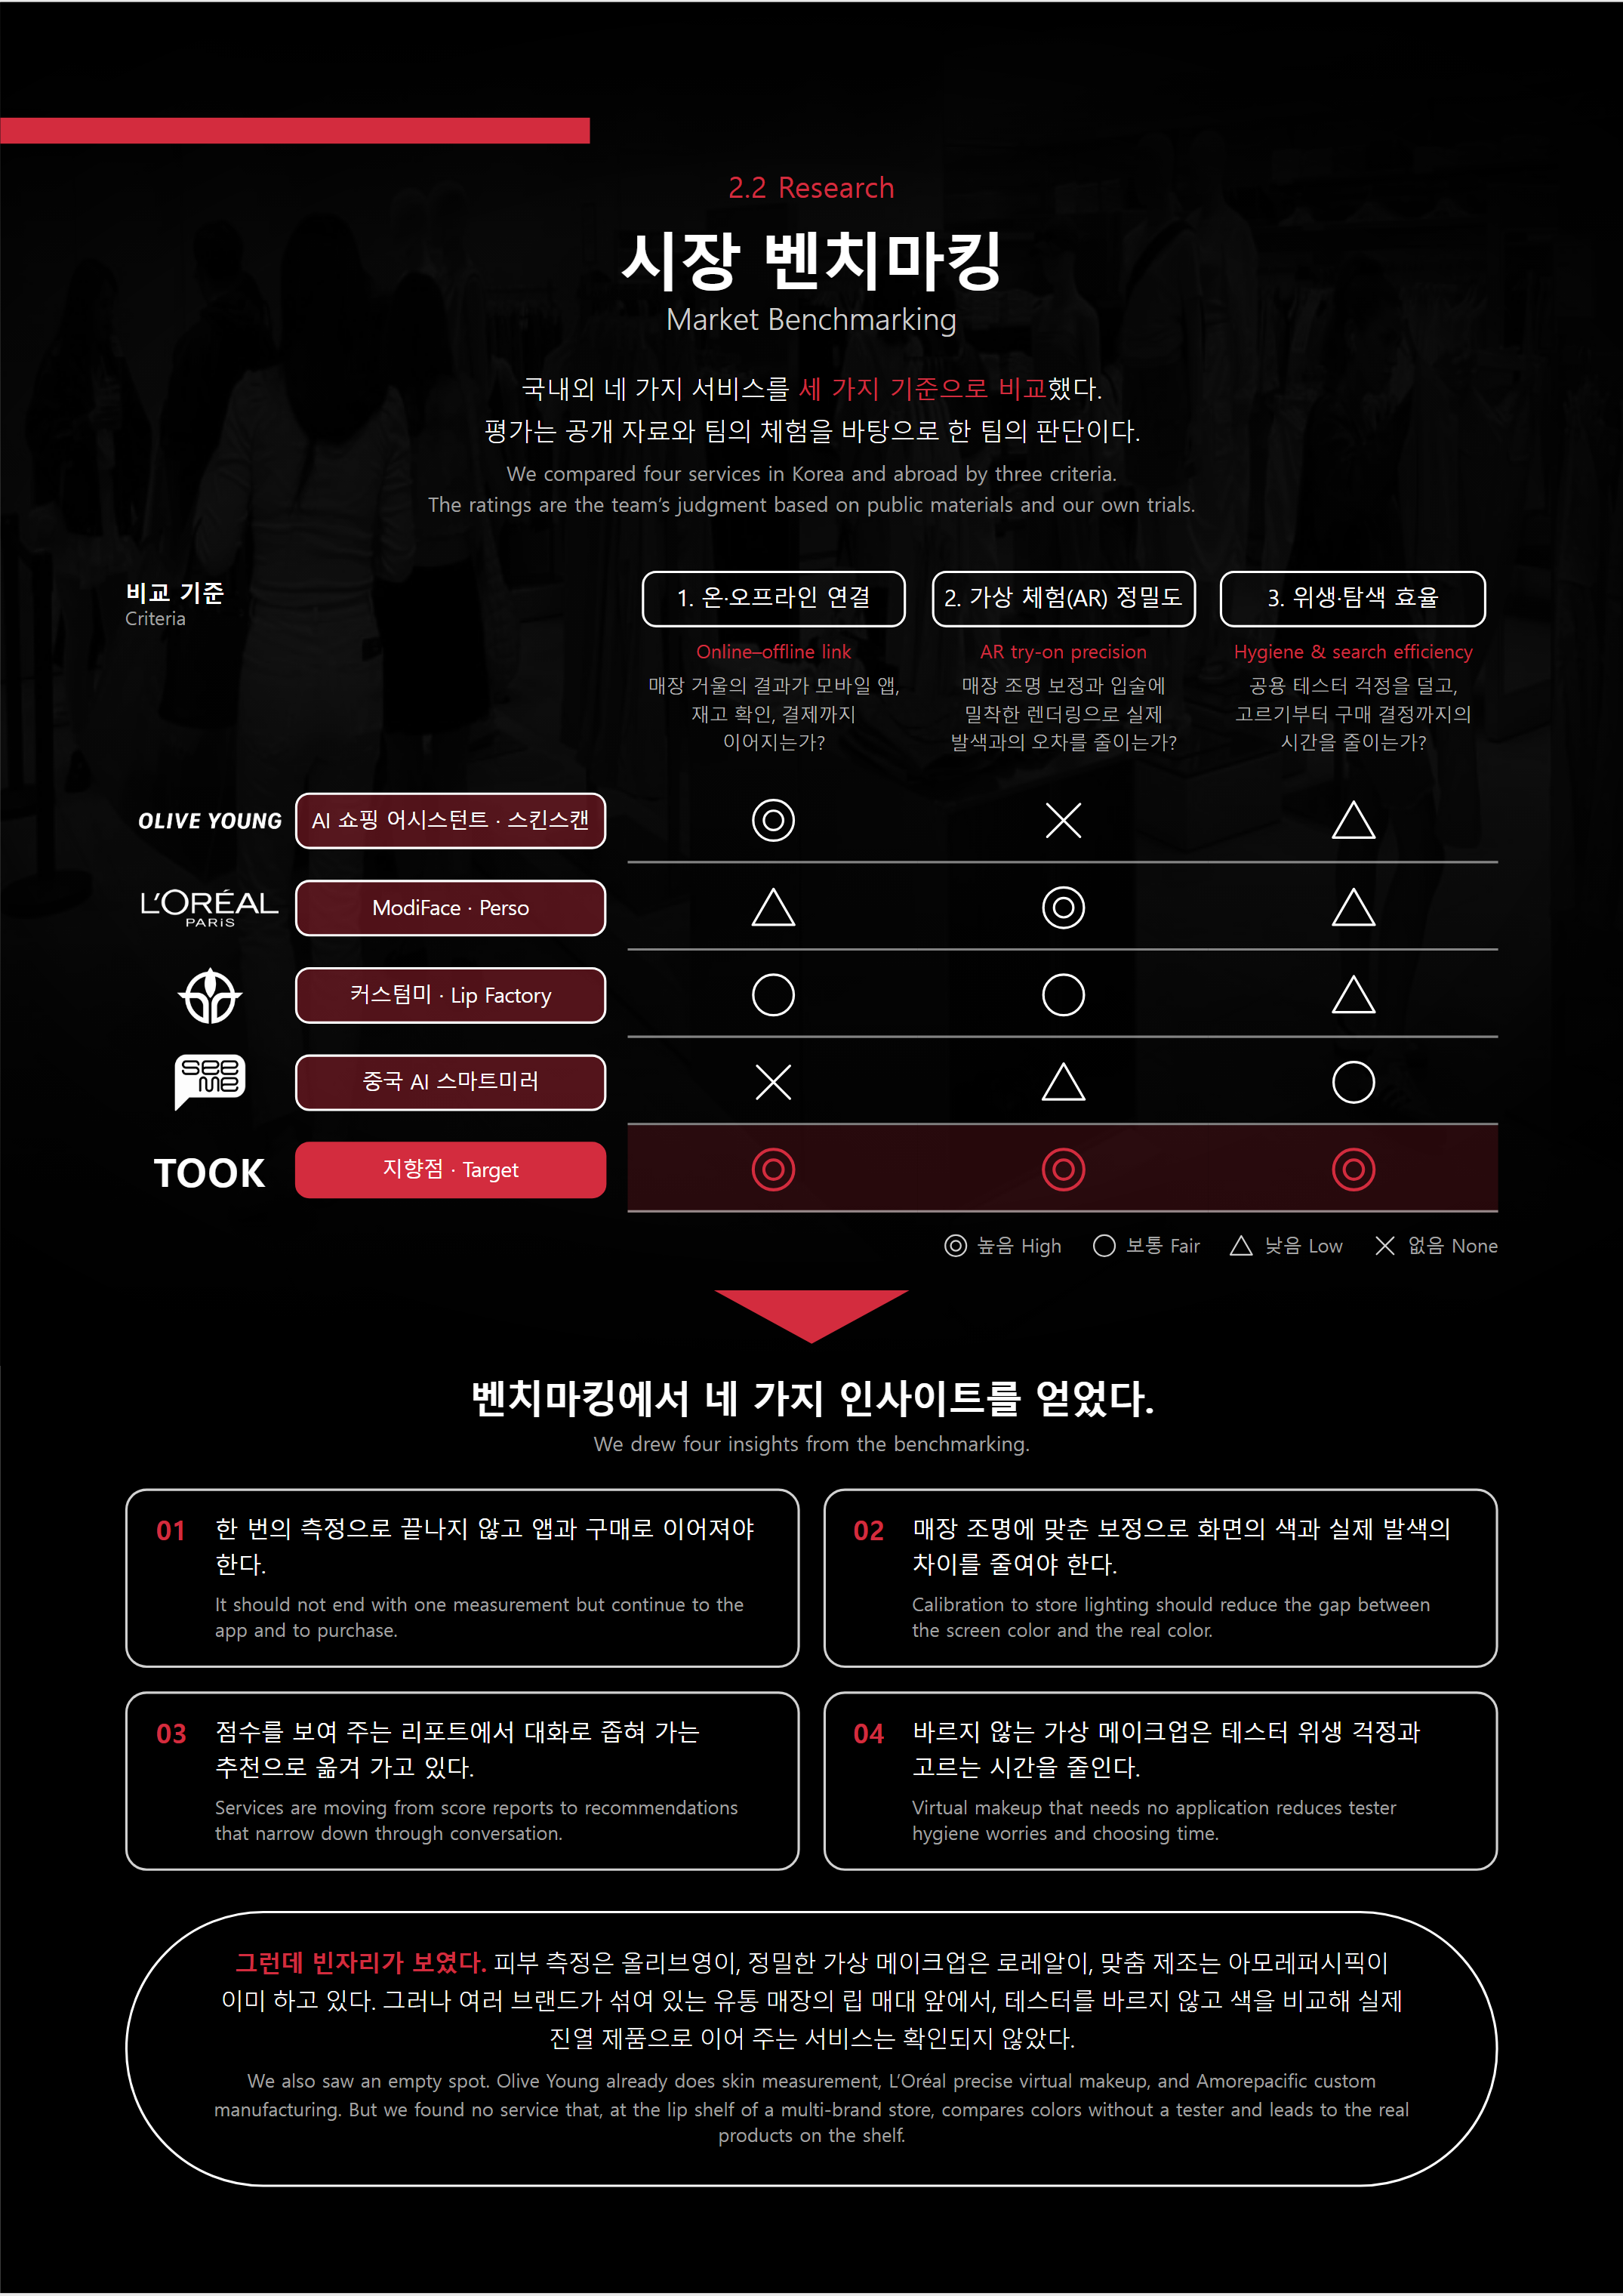 2.2 Research
시장 벤치마킹
Market Benchmarking
국내외 네 가지 서비스를 세 가지 기준으로 비교했다.
평가는 공개 자료와 팀의 체험을 바탕으로 한 팀의 판단이다.
We compared four services in Korea and abroad by three criteria.
The ratings are the team’s judgment based on public materials and our own trials.
비교 기준
Criteria
1. 온·오프라인 연결
Online–offline link
매장 거울의 결과가 모바일 앱,
재고 확인, 결제까지
이어지는가?
2. 가상 체험(AR) 정밀도
AR try-on precision
매장 조명 보정과 입술에
밀착한 렌더링으로 실제
발색과의 오차를 줄이는가?
3. 위생·탐색 효율
Hygiene & search efficiency
공용 테스터 걱정을 덜고,
고르기부터 구매 결정까지의
시간을 줄이는가?
OLIVE YOUNG AI 쇼핑 어시스턴트 · 스킨스캔
L’ORÉAL
PARiS
ModiFace · Perso
커스텀미 · Lip Factory
see
me
중국 AI 스마트미러
TOOK 지향점 · Target
높음 High 보통 Fair 낮음 Low 없음 None
벤치마킹에서 네 가지 인사이트를 얻었다.
We drew four insights from the benchmarking.
01 한 번의 측정으로 끝나지 않고 앱과 구매로 이어져야
한다.
It should not end with one measurement but continue to the
app and to purchase.
02 매장 조명에 맞춘 보정으로 화면의 색과 실제 발색의
차이를 줄여야 한다.
Calibration to store lighting should reduce the gap between
the screen color and the real color.
03 점수를 보여 주는 리포트에서 대화로 좁혀 가는
추천으로 옮겨 가고 있다.
Services are moving from score reports to recommendations
that narrow down through conversation.
04 바르지 않는 가상 메이크업은 테스터 위생 걱정과
고르는 시간을 줄인다.
Virtual makeup that needs no application reduces tester
hygiene worries and choosing time.
그런데 빈자리가 보였다. 피부 측정은 올리브영이, 정밀한 가상 메이크업은 로레알이, 맞춤 제조는 아모레퍼시픽이
이미 하고 있다. 그러나 여러 브랜드가 섞여 있는 유통 매장의 립 매대 앞에서, 테스터를 바르지 않고 색을 비교해 실제
진열 제품으로 이어 주는 서비스는 확인되지 않았다.
We also saw an empty spot. Olive Young already does skin measurement, L’Oréal precise virtual makeup, and Amorepacific custom
manufacturing. But we found no service that, at the lip shelf of a multi-brand store, compares colors without a tester and leads to the real
products on the shelf.